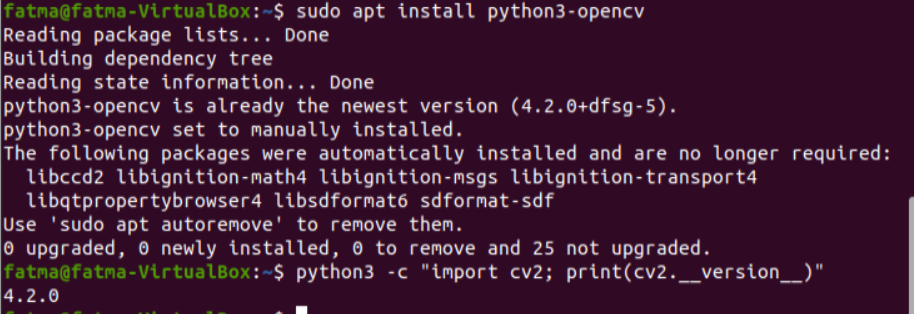 fatma@fatma-VirtualBox:~$ sudo apt install python3-opencv
Reading package lists... Done
Building dependency tree
Reading state information... Done
python3-opencv is already the newest version (4.2.0+dfsg-5).
python3-opencv set to manually installed.
The following packages were automatically installed and are no longer required:
  libccd2 libignition-math4 libignition-msgs libignition-transport4
  libqtpropertybrowser4 libsdformat6 sdformat-sdf
Use 'sudo apt autoremove' to remove them.
0 upgraded, 0 newly installed, 0 to remove and 25 not upgraded.
fatma@fatma-VirtualBox:~$ python3 -c "import cv2; print(cv2.__version__)"
4.2.0